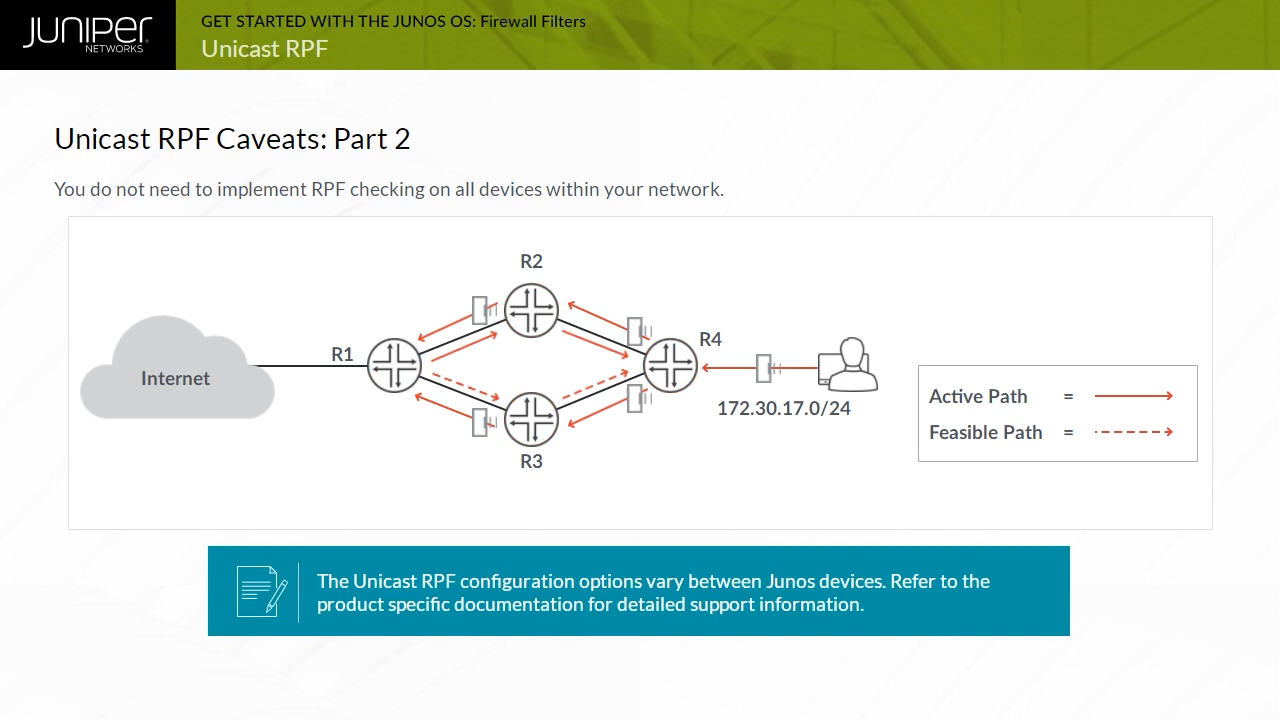 JUNIPER
NETWORKS
GET STARTED WITH THE JUNOS OS: Firewall Filters
Unicast RPF
Unicast RPF Caveats: Part 2
You do not need to implement RPF checking on all devices within your network.
R2
R1
R4
Internet
172.30.17.0/24
R3
Active Path =
Feasible Path =
The Unicast RPF configuration options vary between Junos devices. Refer to the
product specific documentation for detailed support information.